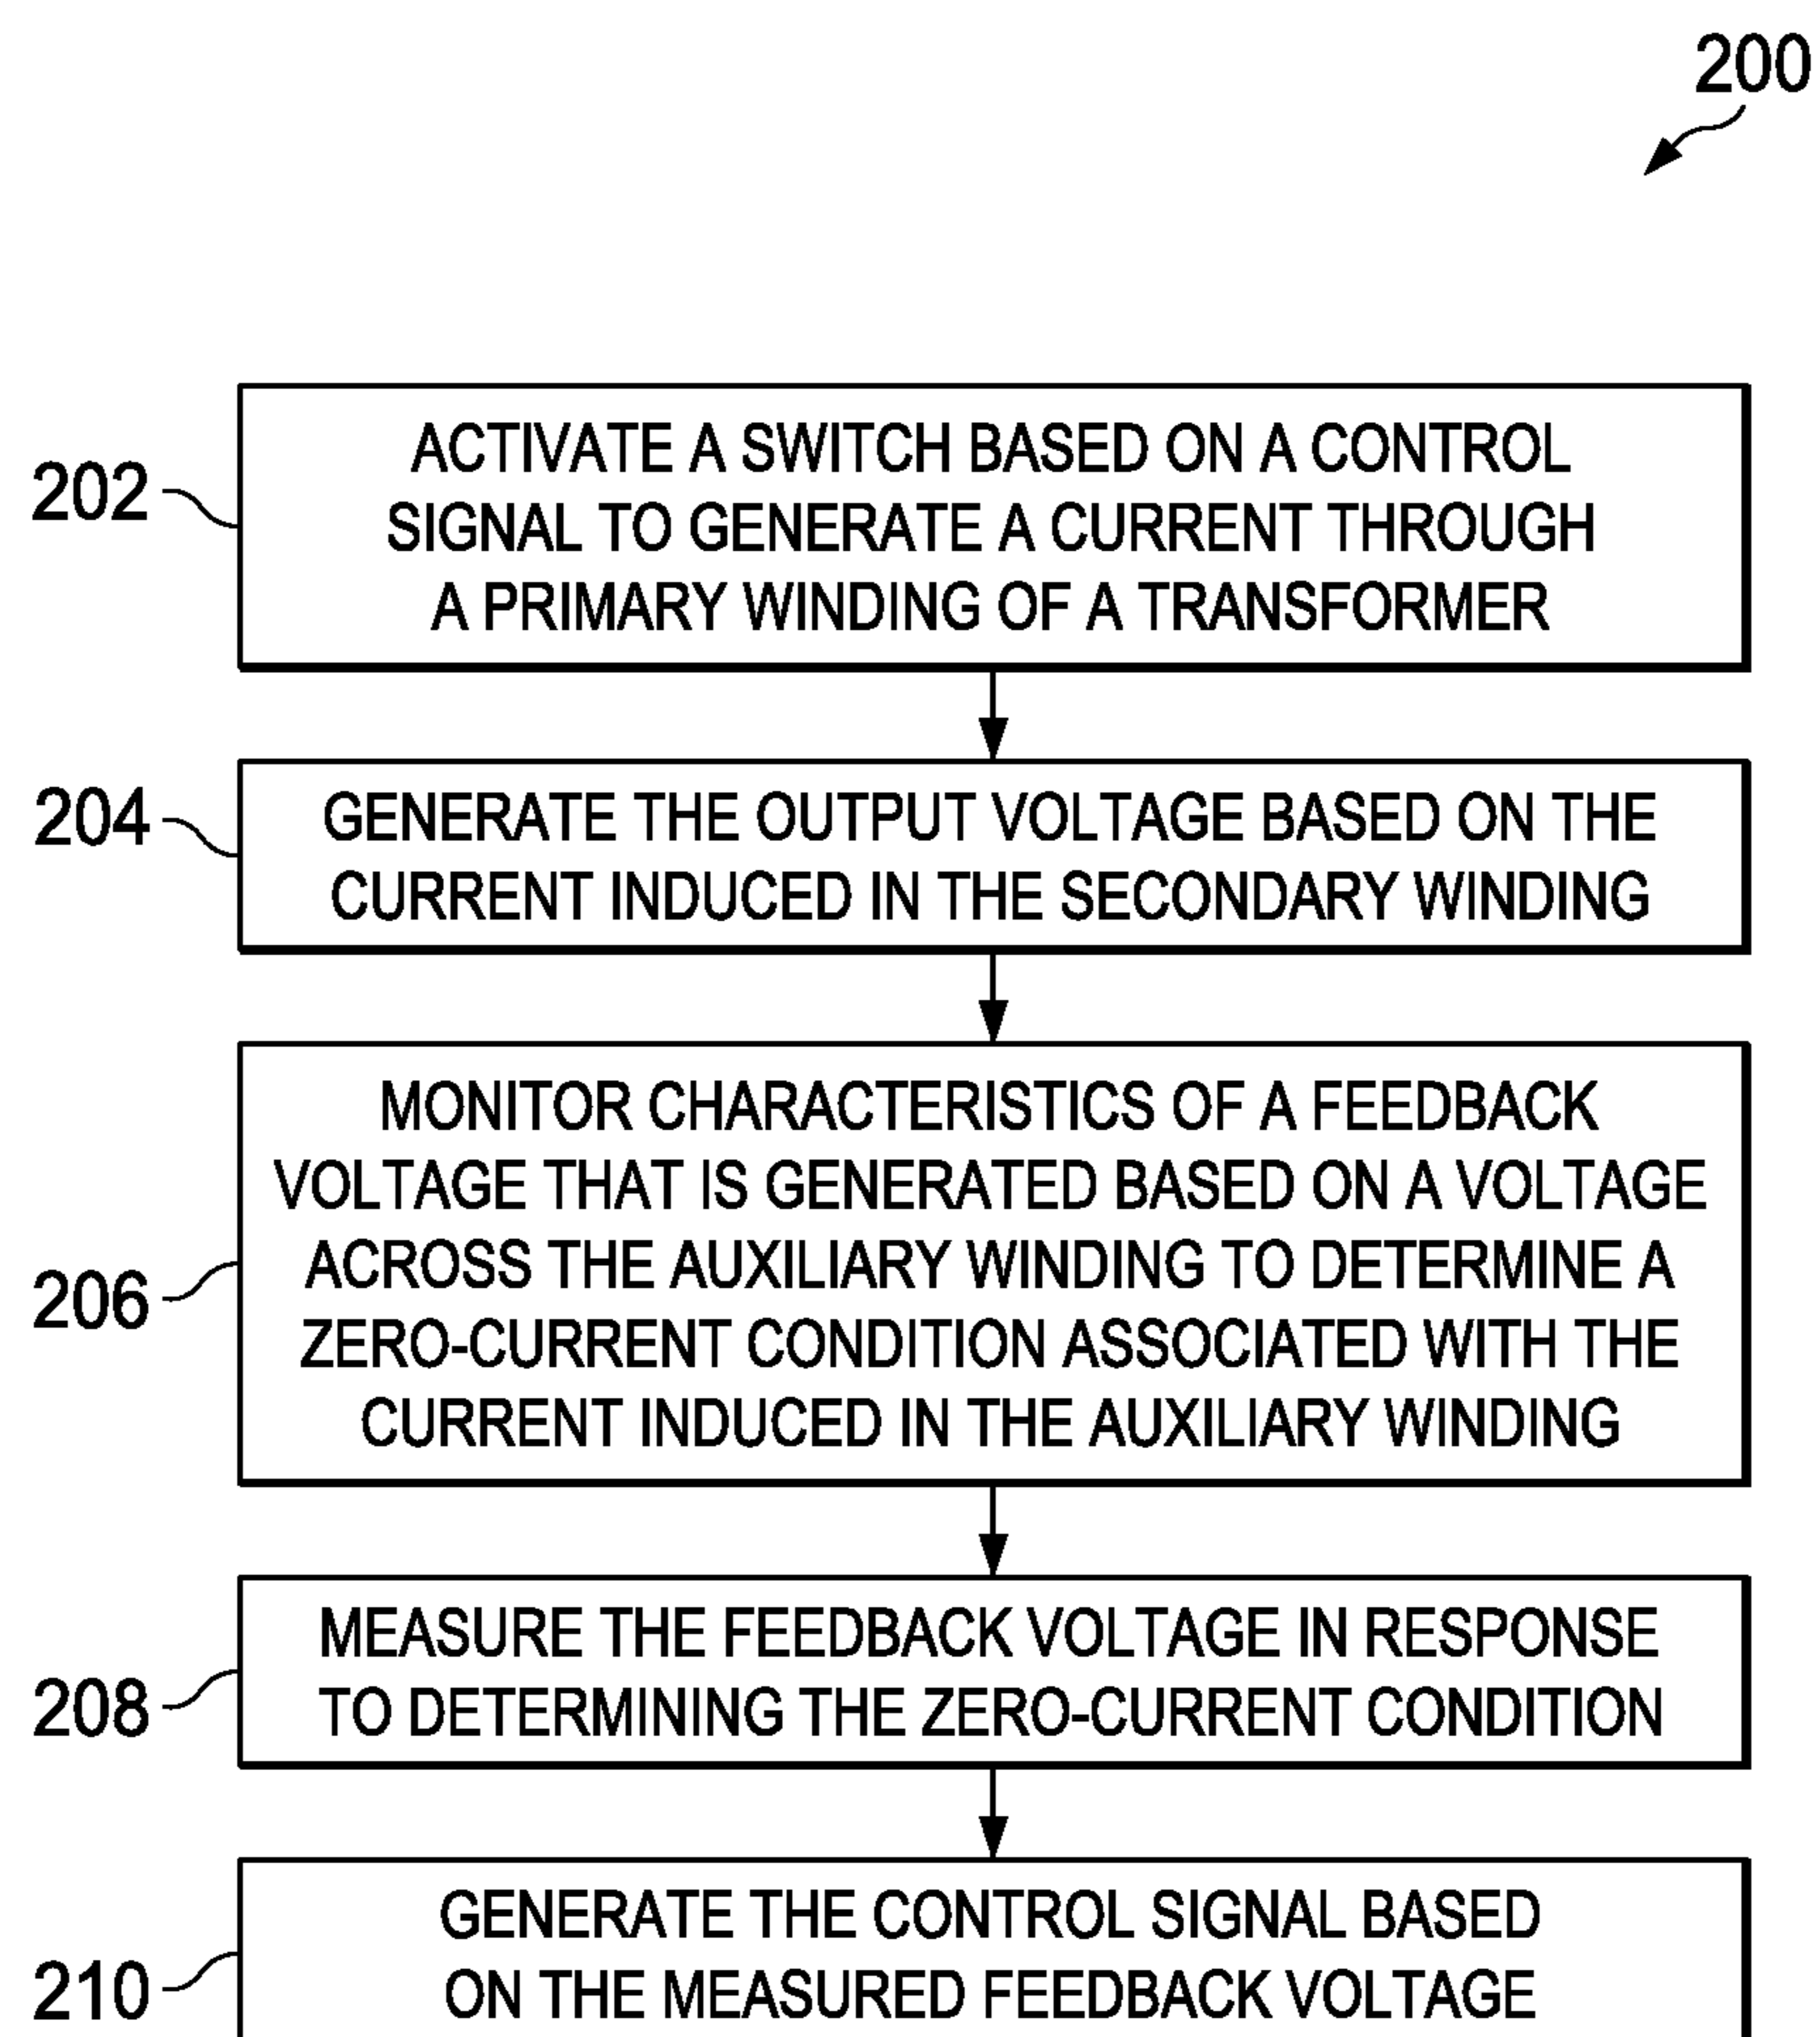 200
202
ACTIVATE A SWITCH BASED ON A CONTROL
SIGNAL TO GENERATE A CURRENT THROUGH
A PRIMARY WINDING OF A TRANSFORMER
204
GENERATE THE OUTPUT VOLTAGE BASED ON THE
CURRENT INDUCED IN THE SECONDARY WINDING
206
MONITOR CHARACTERISTICS OF A FEEDBACK
VOLTAGE THAT IS GENERATED BASED ON A VOLTAGE
ACROSS THE AUXILIARY WINDING TO DETERMINE A
ZERO-CURRENT CONDITION ASSOCIATED WITH THE
CURRENT INDUCED IN THE AUXILIARY WINDING
208
MEASURE THE FEEDBACK VOLTAGE IN RESPONSE
TO DETERMINING THE ZERO-CURRENT CONDITION
210
GENERATE THE CONTROL SIGNAL BASED
ON THE MEASURED FEEDBACK VOLTAGE